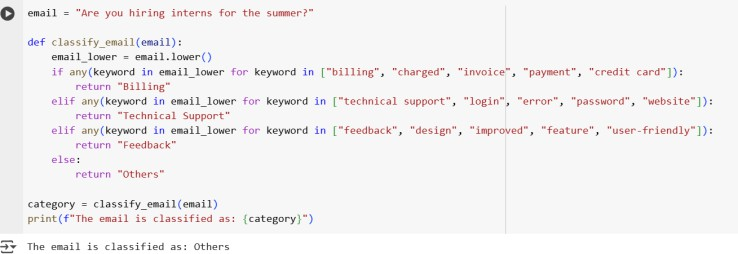 email = "Are you hiring interns for the summer?"
def classify_email(email):
    email_lower = email.lower()
    if any(keyword in email_lower for keyword in ["billing", "charged", "invoice", "payment", "credit card"]):
        return "Billing"
    elif any(keyword in email_lower for keyword in ["technical support", "login", "error", "password", "website"]):
        return "Technical Support"
    elif any(keyword in email_lower for keyword in ["feedback", "design", "improved", "feature", "user-friendly"]):
        return "Feedback"
    else:
        return "Others"
category = classify_email(email)
print(f"The email is classified as: {category}")
The email is classified as: Others